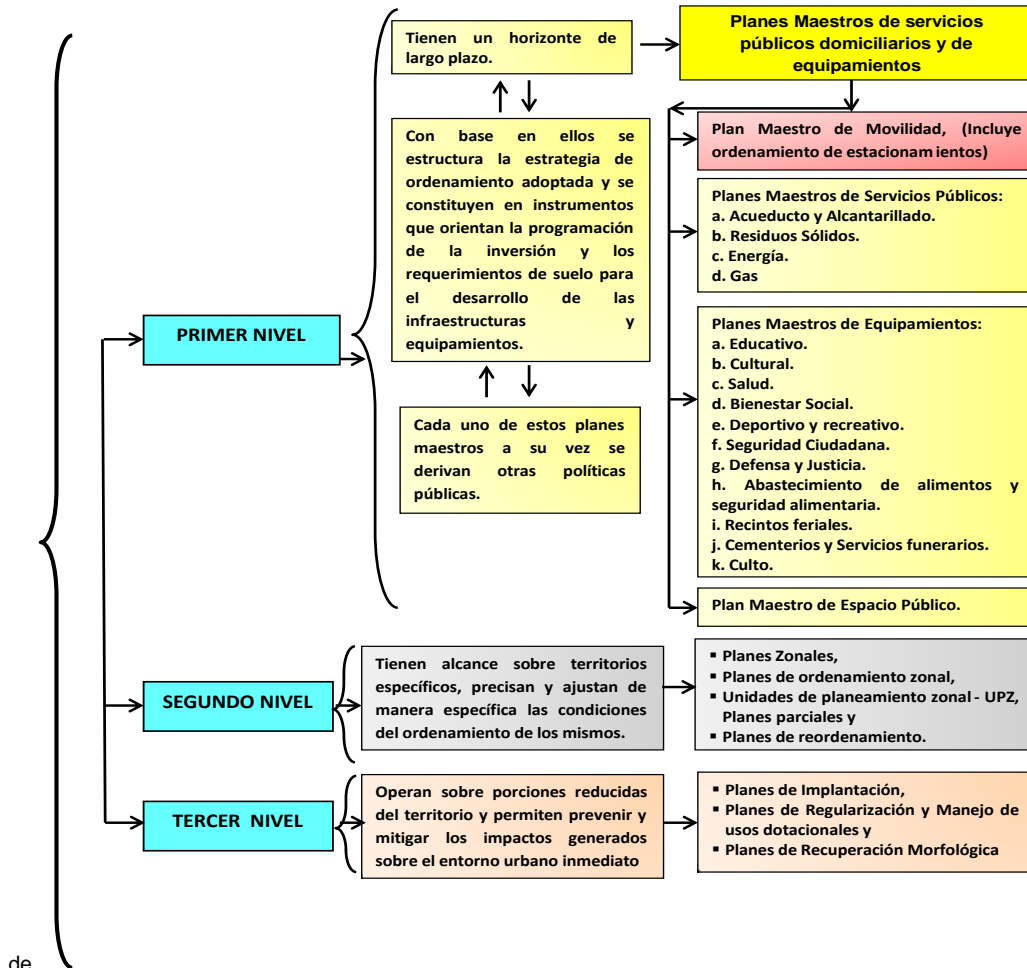 Tienen un horizonte de
largo plazo.
Planes Maestros de servicios
públicos domiciliarios y de
equipamientos
Con base en ellos se
estructura la estrategia de
ordenamiento adoptada y se
constituyen en instrumentos
que orientan la programación
de la inversión y los
requerimientos de suelo para
el desarrollo de las
infraestructuras y
equipamientos.
Cada uno de estos planes
maestros a su vez se
derivan otras políticas
públicas.
Plan Maestro de Movilidad, (Incluye
ordenamiento de estacionamientos)
Planes Maestros de Servicios Públicos:
a. Acueducto y Alcantarillado.
b. Residuos Sólidos.
c. Energía.
d. Gas
Planes Maestros de Equipamientos:
a. Educativo.
b. Cultural.
c. Salud.
d. Bienestar Social.
e. Deportivo y recreativo.
f. Seguridad Ciudadana.
g. Defensa y Justicia.
h. Abastecimiento de alimentos y
seguridad alimentaria.
i. Recintos feriales.
j. Cementerios y Servicios funerarios.
k. Culto.
Plan Maestro de Espacio Público.
PRIMER NIVEL
SEGUNDO NIVEL
Tienen alcance sobre territorios
específicos, precisan y ajustan de
manera específica las condiciones
del ordenamiento de los mismos.
▪ Planes Zonales,
▪ Planes de ordenamiento zonal,
▪ Unidades de planeamiento zonal - UPZ,
Planes parciales y
▪ Planes de reordenamiento.
TERCER NIVEL
Operan sobre porciones reducidas
del territorio y permiten prevenir y
mitigar los impactos generados
sobre el entorno urbano inmediato
▪ Planes de Implantación,
▪ Planes de Regularización y Manejo de
usos dotacionales y
▪ Planes de Recuperación Morfológica
de